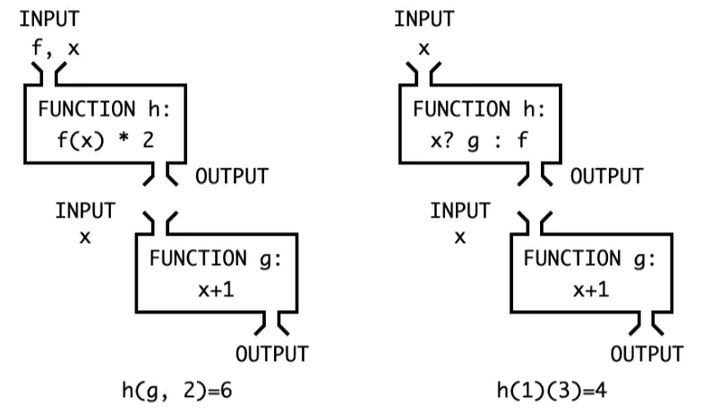 INPUT
f, x
FUNCTION h:
f(x) * 2
OUTPUT
INPUT
x
FUNCTION g:
x+1
OUTPUT
h(g, 2)=6
INPUT
x
FUNCTION h:
x? g : f
OUTPUT
INPUT
x
FUNCTION g:
x+1
OUTPUT
h(1)(3)=4